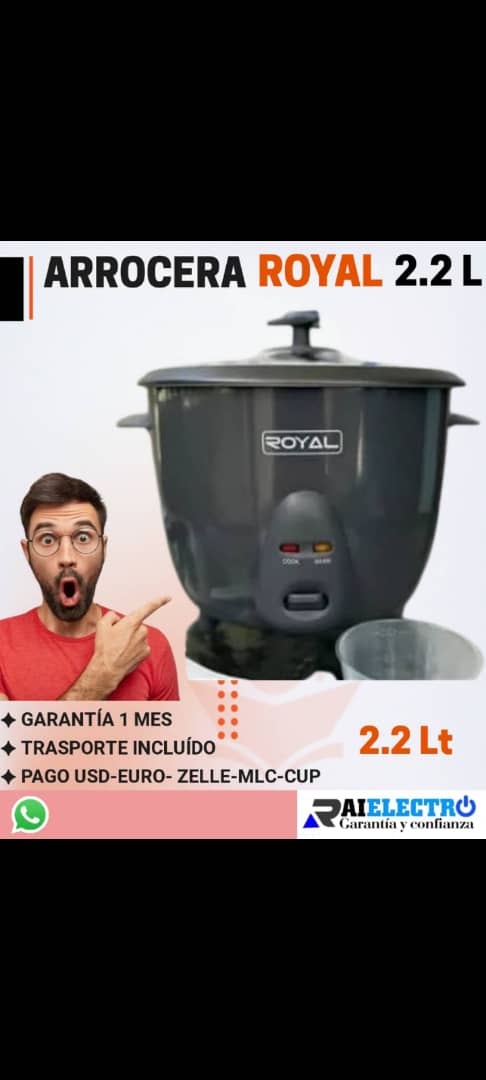 ARROCERA ROYAL 2.2 L
ROYAL
COOK WARM
✦ GARANTÍA 1 MES
✦ TRASPORTE INCLUÍDO
✦ PAGO USD-EURO- ZELLE-MLC-CUP
2.2 Lt
RAIELECTRO
Garantía y confianza